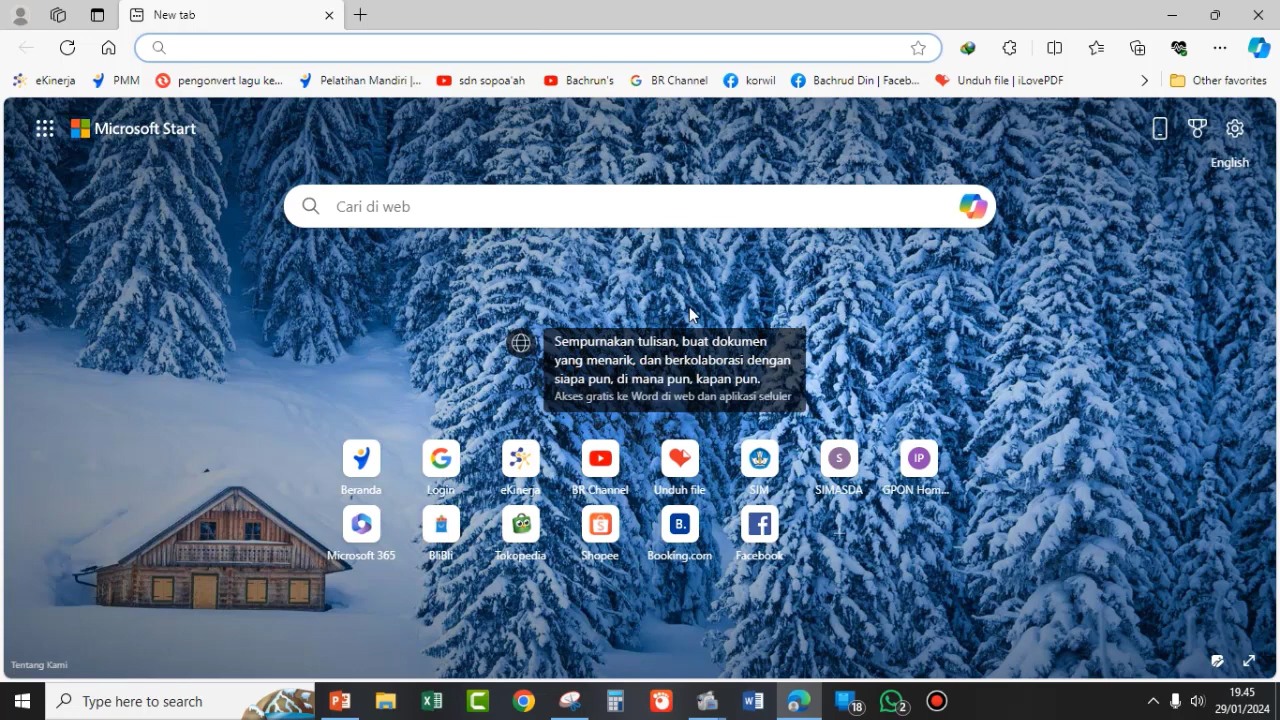 New tab
eKinerja
PMM
pengonvert lagu ke...
Pelatihan Mandiri |...
sdn sopoa'ah
Bachrun's
BR Channel
korwil
Bachrud Din | Faceb...
Unduh file | iLovePDF
Other favorites
Microsoft Start
English
Cari di web
Sempurnakan tulisan, buat dokumen
yang menarik, dan berkolaborasi dengan
siapa pun, di mana pun, kapan pun.
Akses gratis ke Word di web dan aplikasi seluler
Beranda
Login
eKinerja
BR Channel
Unduh file
SIM
S
SIMASDA
IP
GPON Hom...
Microsoft 365
BliBli
Tokopedia
Shopee
B.
Booking.com
Facebook
Tentang Kami
Type here to search
18
2
19.45
29/01/2024